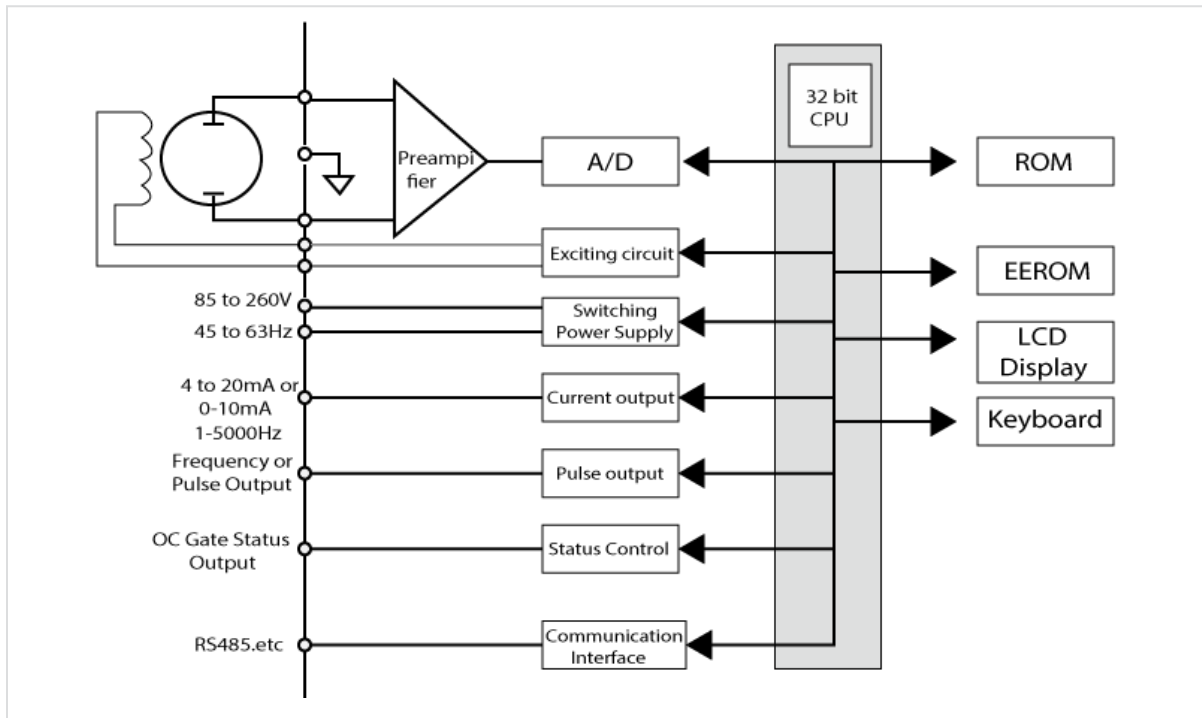 32 bit
CPU
Preampi
fier
A/D
ROM
Exciting circuit
EEROM
85 to 260V
45 to 63Hz
Switching
Power Supply
LCD
Display
4 to 20mA or
0-10mA
1-5000Hz
Current output
Keyboard
Frequency or
Pulse Output
Pulse output
OC Gate Status
Output
Status Control
RS485.etc
Communication
Interface